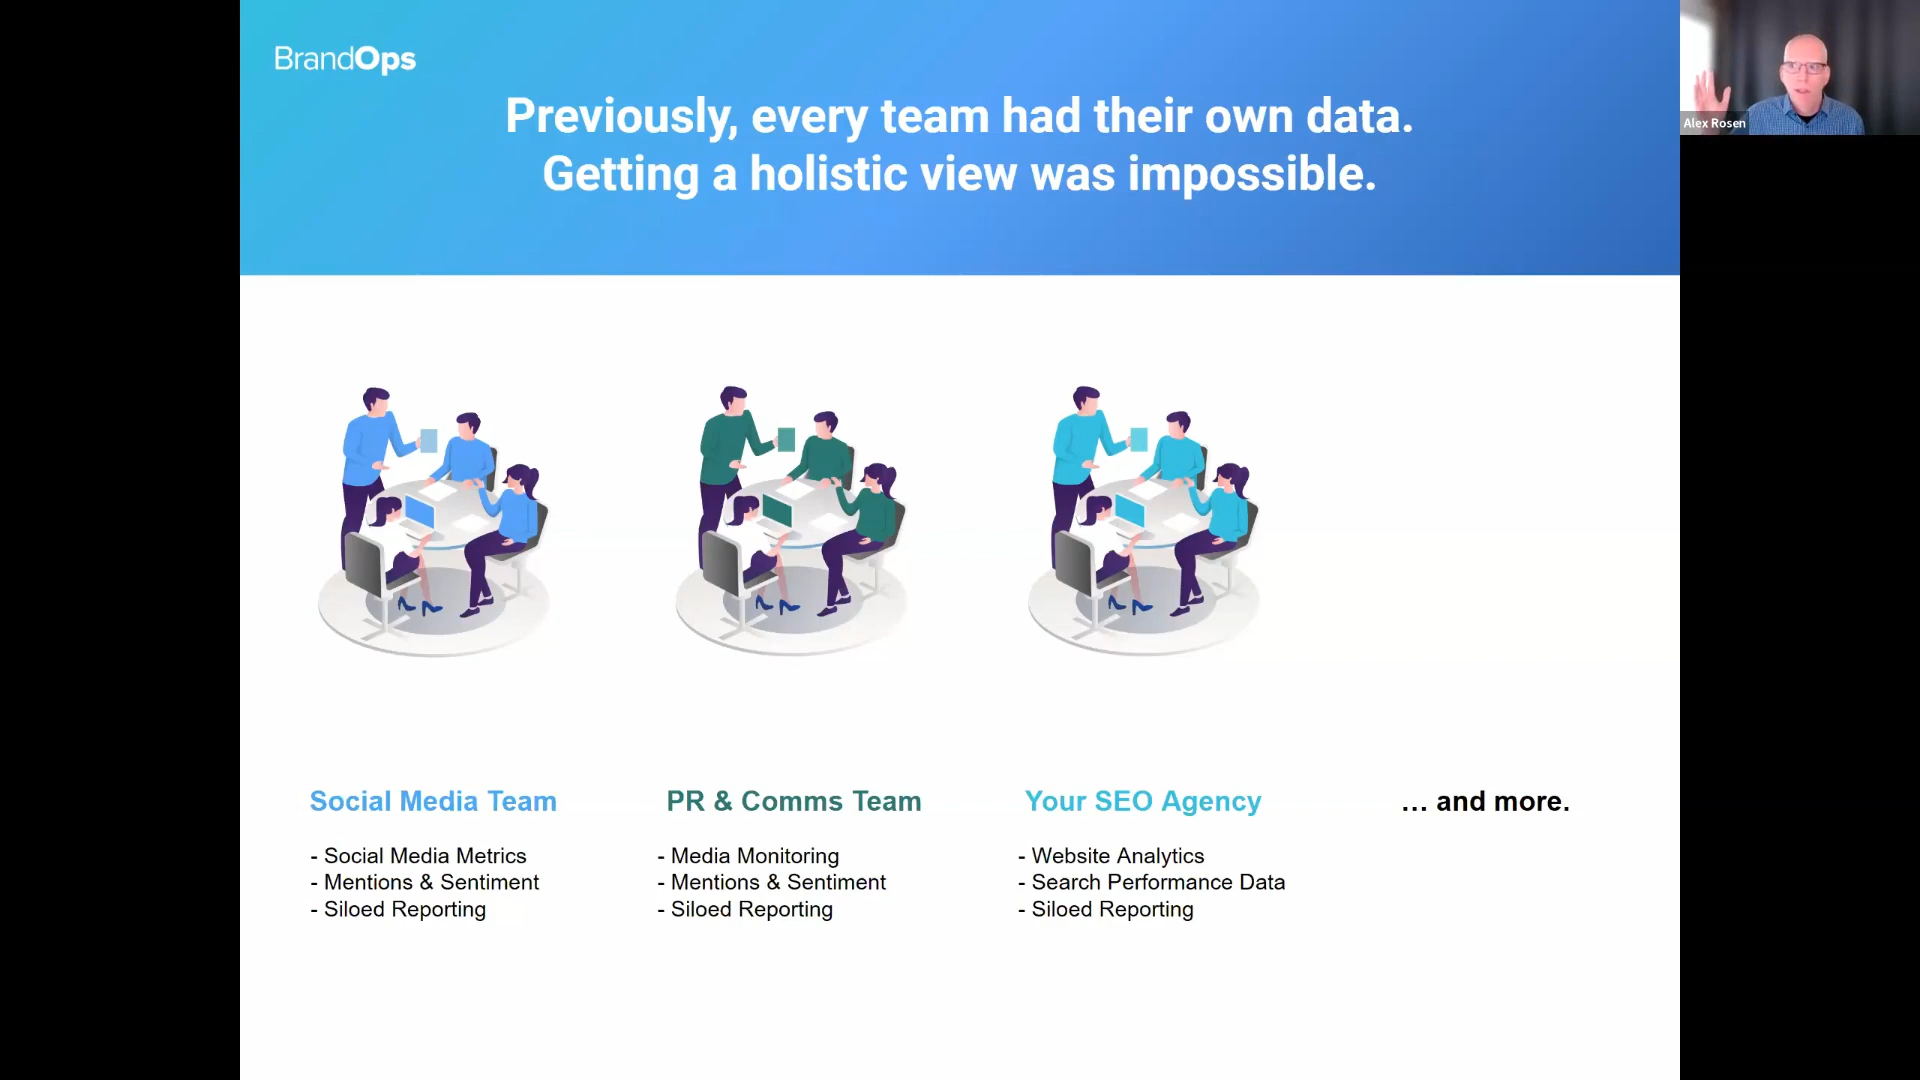 BrandOps
Previously, every team had their own data.
Getting a holistic view was impossible.
Alex Rosen
Social Media Team
- Social Media Metrics
- Mentions & Sentiment
- Siloed Reporting
PR & Comms Team
- Media Monitoring
- Mentions & Sentiment
- Siloed Reporting
Your SEO Agency
- Website Analytics
- Search Performance Data
- Siloed Reporting
... and more.